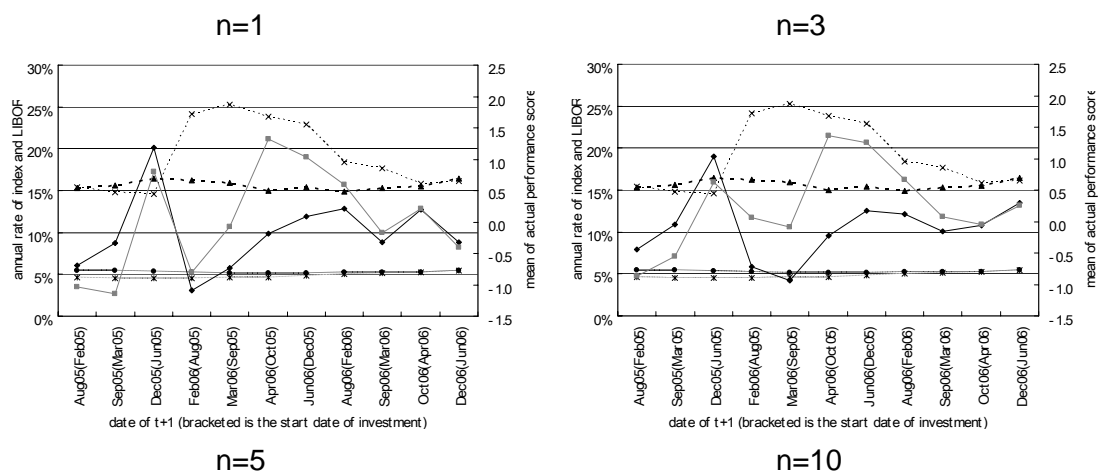 n=1
n=3
30%
25%
20%
15%
10%
5%
0%
2.5
2.0
1.5
1.0
0.5
0.0
-0.5
-1.0
-1.5
annual rate of index and LIBOR
mean of actual performance score
Aug05(Feb05)
Sep05(Mar05)
Dec05(Jun05)
Feb06(Aug05)
Mar06(Sep05)
Apr06(Oct05)
Jun06(Dec05)
Aug06(Feb06)
Sep06(Mar06)
Oct06(Apr06)
Dec06(Jun06)
date of t+1 (bracketed is the start date of investment)
30%
25%
20%
15%
10%
5%
0%
2.5
2.0
1.5
1.0
0.5
0.0
-0.5
-1.0
-1.5
annual rate of index and LIBOR
mean of actual performance score
Aug05(Feb05)
Sep05(Mar05)
Dec05(Jun05)
Feb06(Aug05)
Mar06(Sep05)
Apr06(Oct05)
Jun06(Dec05)
Aug06(Feb06)
Sep06(Mar06)
Oct06(Apr06)
Dec06(Jun06)
date of t+1 (bracketed is the start date of investment)
n=5
n=10